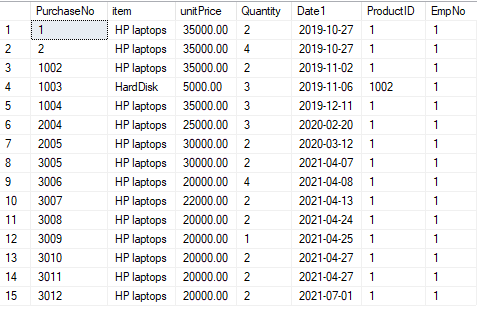 PurchaseNo item unitPrice Quantity Date1 ProductID EmpNo
1 1 HP laptops 35000.00 2 2019-10-27 1 1
2 2 HP laptops 35000.00 4 2019-10-27 1 1
3 1002 HP laptops 35000.00 2 2019-11-02 1 1
4 1003 HardDisk 5000.00 3 2019-11-06 1002 1
5 1004 HP laptops 35000.00 3 2019-12-11 1 1
6 2004 HP laptops 25000.00 3 2020-02-20 1 1
7 2005 HP laptops 30000.00 2 2020-03-12 1 1
8 3005 HP laptops 30000.00 2 2021-04-07 1 1
9 3006 HP laptops 20000.00 4 2021-04-08 1 1
10 3007 HP laptops 22000.00 2 2021-04-13 1 1
11 3008 HP laptops 20000.00 2 2021-04-24 1 1
12 3009 HP laptops 20000.00 1 2021-04-25 1 1
13 3010 HP laptops 20000.00 2 2021-04-27 1 1
14 3011 HP laptops 20000.00 2 2021-04-27 1 1
15 3012 HP laptops 20000.00 2 2021-07-01 1 1